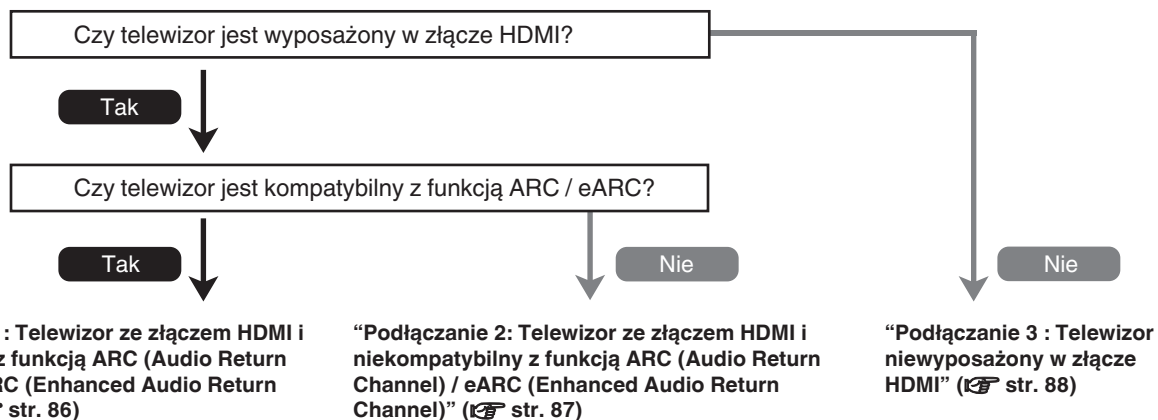 Czy telewizor jest wyposażony w złącze HDMI?
Tak
Czy telewizor jest kompatybilny z funkcją ARC / eARC?
Tak
Nie
Nie
: Telewizor ze złączem HDMI i
z funkcją ARC (Audio Return
RC (Enhanced Audio Return
str. 86)
“Podłączanie 2: Telewizor ze złączem HDMI i
niekompatybilny z funkcją ARC (Audio Return
Channel) / eARC (Enhanced Audio Return
Channel)” (☞ str. 87)
“Podłączanie 3 : Telewizor
niewyposażony w złącze
HDMI” (☞ str. 88)